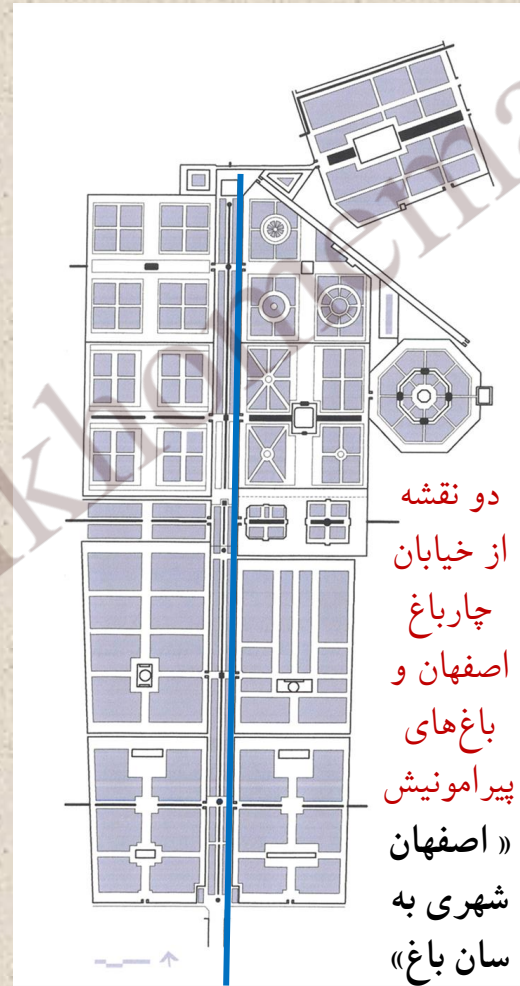 دو نقشه
از خیابان
چارباغ
اصفهان و
باغ‌های
پیرامونیش
« اصفهان
شهری به
سان باغ»